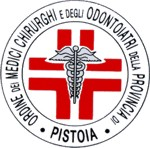 ORDINE DEI MEDICI CHIRURGHI E DEGLI ODONTOIATRI DELLA PROVINCIA DI
• PISTOIA •